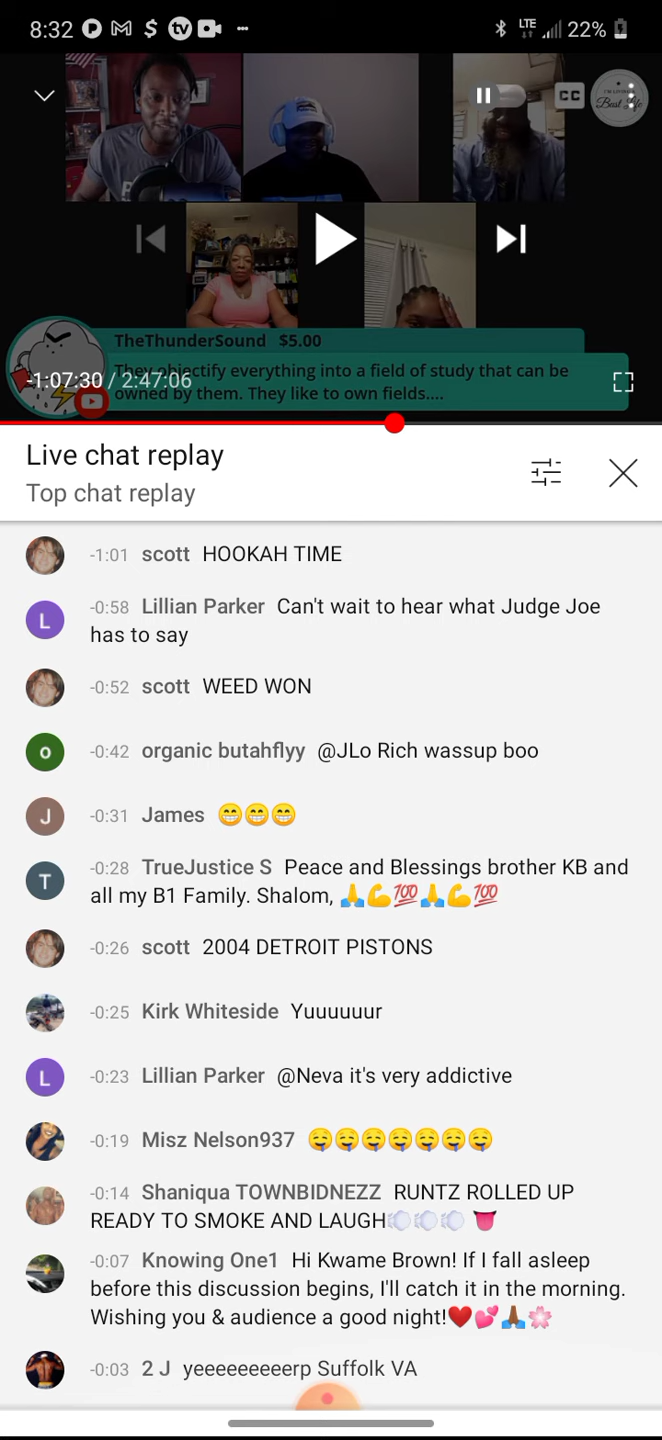 8:32 P M $ tv LTE 22%
CC
I'M LIVING MY
Best Life
TheThunderSound $5.00
They objectify everything into a field of study that can be
owned by them. They like to own fields....
-1:07:30 / 2:47:06
Live chat replay
Top chat replay
-1:01 scott HOOKAH TIME
L -0:58 Lillian Parker Can't wait to hear what Judge Joe
has to say
-0:52 scott WEED WON
o -0:42 organic butahflyy @JLo Rich wassup boo
J -0:31 James 😁😁😁
T -0:28 TrueJustice S Peace and Blessings brother KB and
all my B1 Family. Shalom, 🙏💪💯🙏💪💯
-0:26 scott 2004 DETROIT PISTONS
-0:25 Kirk Whiteside Yuuuuuur
L -0:23 Lillian Parker @Neva it's very addictive
-0:19 Misz Nelson937 🤤🤤🤤🤤🤤🤤🤤
-0:14 Shaniqua TOWNBIDNEZZ RUNTZ ROLLED UP
READY TO SMOKE AND LAUGH💨💨💨 👅
-0:07 Knowing One1 Hi Kwame Brown! If I fall asleep
before this discussion begins, I'll catch it in the morning.
Wishing you & audience a good night!❤️💕🙏🏾🌸
-0:03 2 J yeeeeeeeeerp Suffolk VA